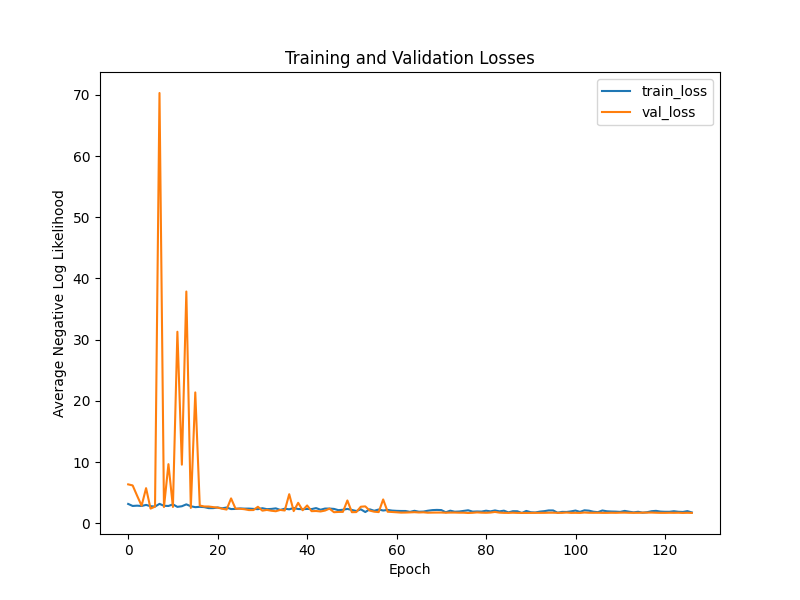 Training and Validation Losses
train_loss
val_loss
Average Negative Log Likelihood
70
60
50
40
30
20
10
0
0 20 40 60 80 100 120
Epoch